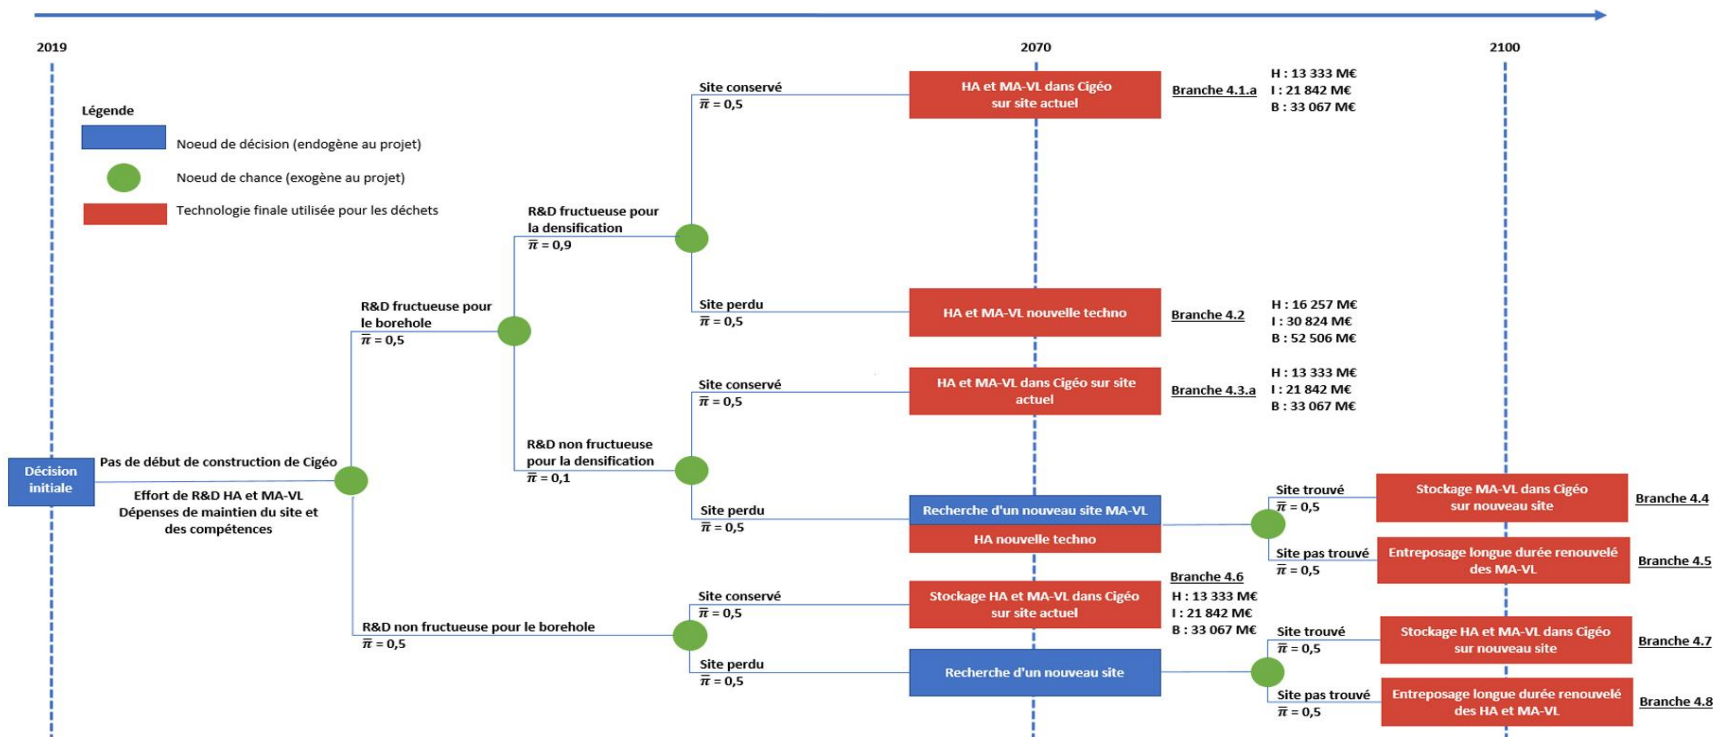 2019
2070
2100
Légende
Noeud de décision (endogène au projet)
Noeud de chance (exogène au projet)
Technologie finale utilisée pour les déchets
Décision
initiale
Pas de début de construction de Cigéo
Effort de R&D HA et MA-VL
Dépenses de maintien du site et
des compétences
R&D fructueuse pour
le borehole
π̅ = 0,5
R&D non fructueuse pour le borehole
π̅ = 0,5
R&D fructueuse pour
la densification
π̅ = 0,9
R&D non fructueuse
pour la densification
π̅ = 0,1
Site conservé
π̅ = 0,5
HA et MA-VL dans Cigéo
sur site actuel
Branche 4.1.a
H : 13 333 M€
I : 21 842 M€
B : 33 067 M€
Site perdu
π̅ = 0,5
HA et MA-VL nouvelle techno
Branche 4.2
H : 16 257 M€
I : 30 824 M€
B : 52 506 M€
Site conservé
π̅ = 0,5
HA et MA-VL dans Cigéo sur site
actuel
Branche 4.3.a
H : 13 333 M€
I : 21 842 M€
B : 33 067 M€
Site perdu
π̅ = 0,5
Recherche d'un nouveau site MA-VL
HA nouvelle techno
Site trouvé
π̅ = 0,5
Stockage MA-VL dans Cigéo
sur nouveau site
Branche 4.4
Site pas trouvé
π̅ = 0,5
Entreposage longue durée renouvelé
des MA-VL
Branche 4.5
Site conservé
π̅ = 0,5
Stockage HA et MA-VL dans Cigéo
sur site actuel
Branche 4.6
H : 13 333 M€
I : 21 842 M€
B : 33 067 M€
Site perdu
π̅ = 0,5
Recherche d'un nouveau site
Site trouvé
π̅ = 0,5
Stockage HA et MA-VL dans Cigéo
sur nouveau site
Branche 4.7
Site pas trouvé
π̅ = 0,5
Entreposage longue durée renouvelé
des HA et MA-VL
Branche 4.8